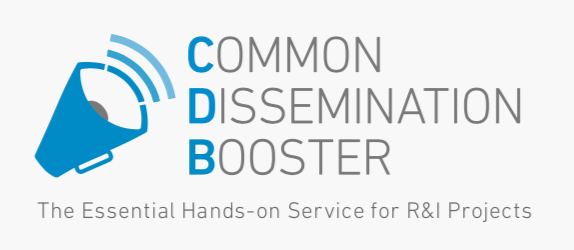 COMMON
DISSEMINATION
BOOSTER
The Essential Hands-on Service for R&I Projects